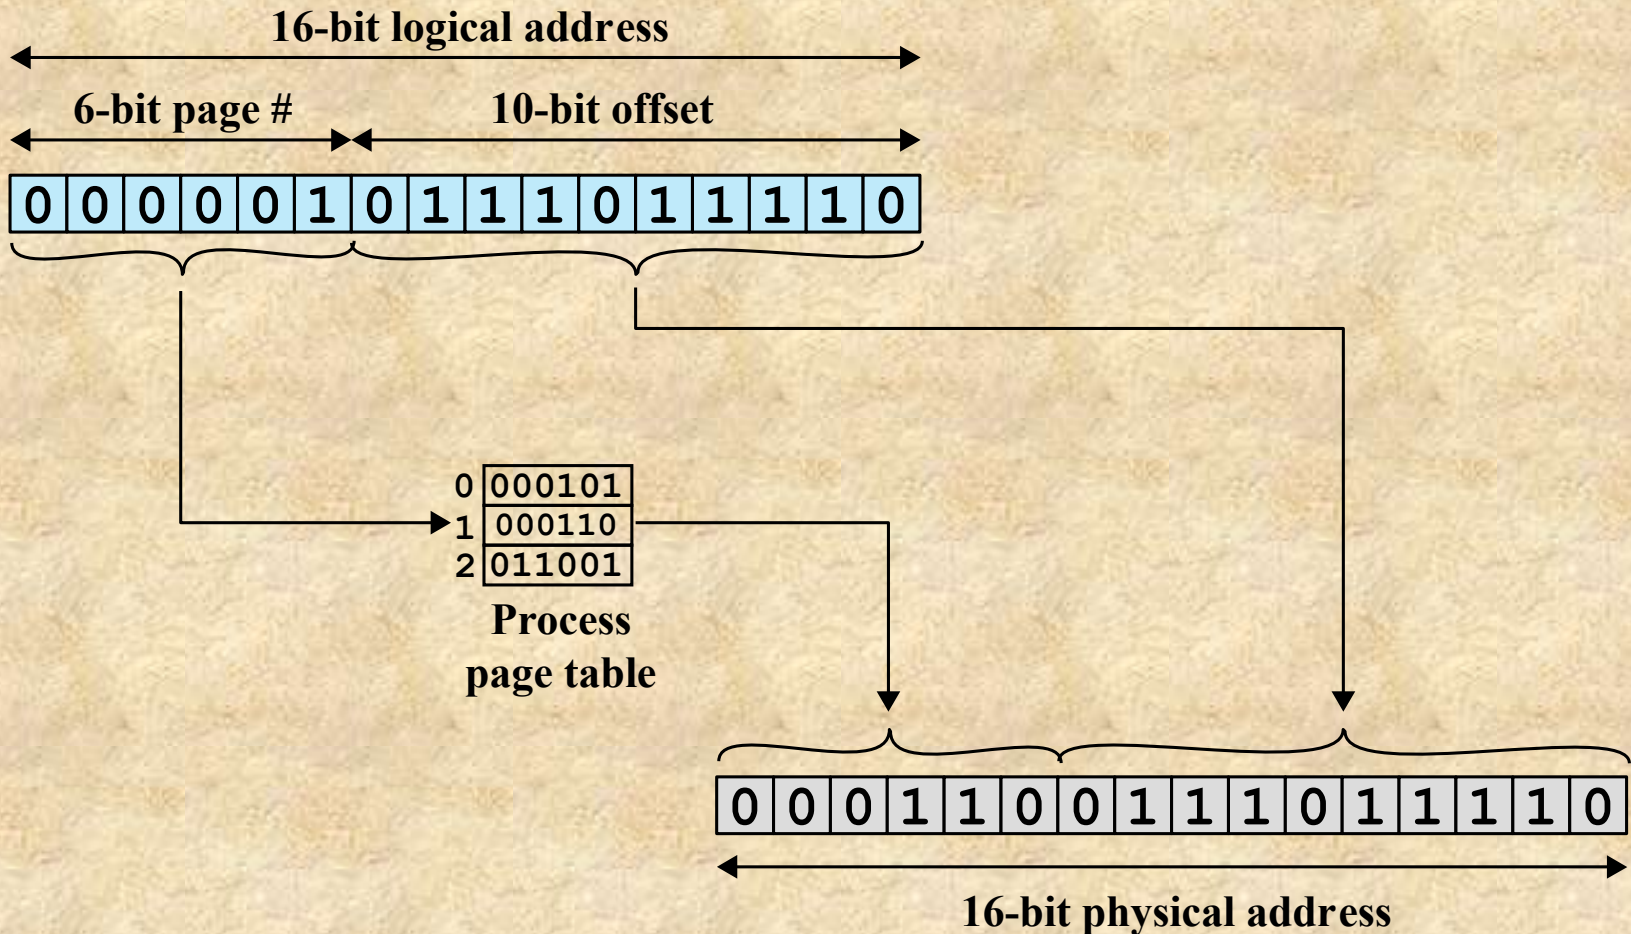 16-bit logical address
6-bit page # 10-bit offset
0 0 0 0 0 1 0 1 1 1 0 1 1 1 1 0
0 000101
1 000110
2 011001
Process
page table
0 0 0 1 1 0 0 1 1 1 0 1 1 1 1 0
16-bit physical address